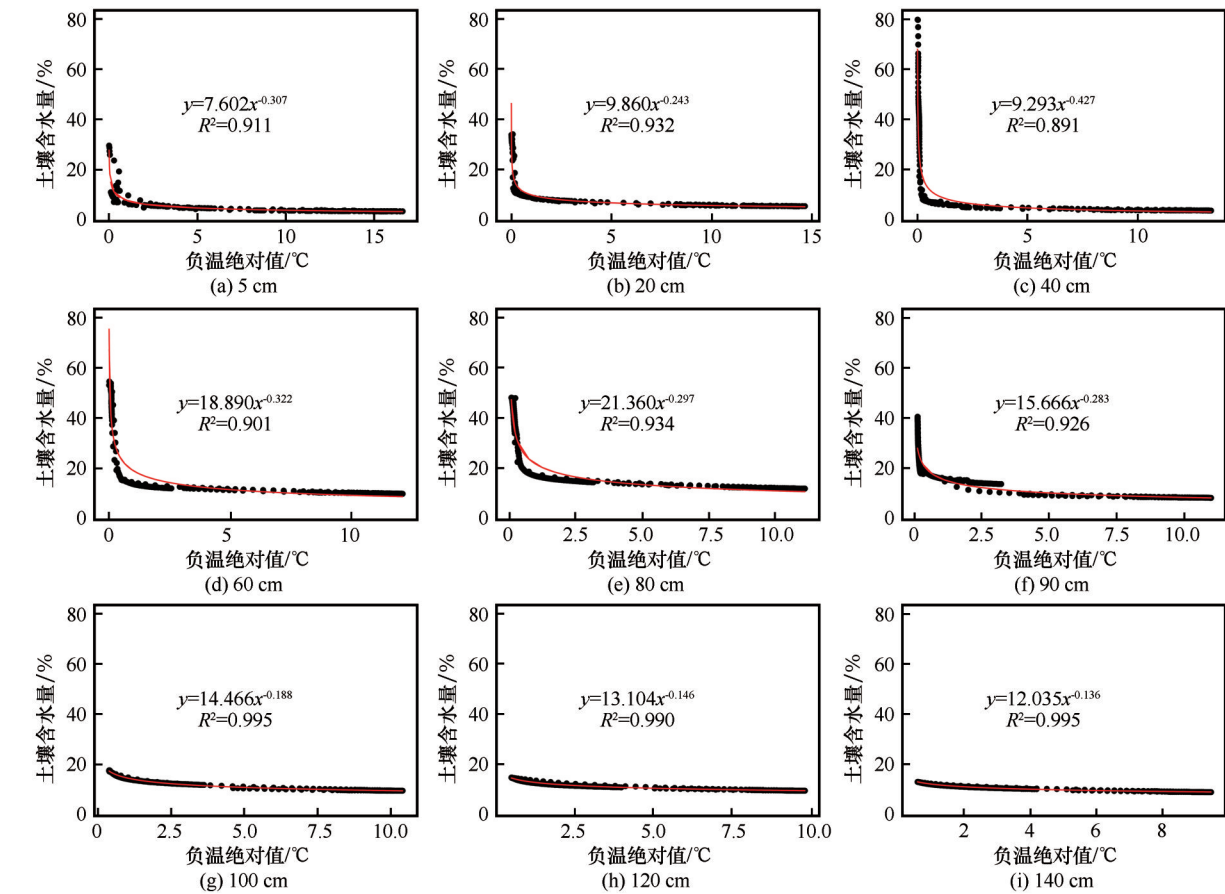 80
60
40
20
0
土壤含水量/%
y=7.602x^-0.307
R²=0.911
0 5 10 15
负温绝对值/℃
(a) 5 cm
80
60
40
20
0
土壤含水量/%
y=9.860x^-0.243
R²=0.932
0 5 10 15
负温绝对值/℃
(b) 20 cm
80
60
40
20
0
土壤含水量/%
y=9.293x^-0.427
R²=0.891
0 5 10
负温绝对值/℃
(c) 40 cm
80
60
40
20
0
土壤含水量/%
y=18.890x^-0.322
R²=0.901
0 5 10
负温绝对值/℃
(d) 60 cm
80
60
40
20
0
土壤含水量/%
y=21.360x^-0.297
R²=0.934
0 2.5 5.0 7.5 10.0
负温绝对值/℃
(e) 80 cm
80
60
40
20
0
土壤含水量/%
y=15.666x^-0.283
R²=0.926
0 2.5 5.0 7.5 10.0
负温绝对值/℃
(f) 90 cm
80
60
40
20
0
土壤含水量/%
y=14.466x^-0.188
R²=0.995
0 2.5 5.0 7.5 10.0
负温绝对值/℃
(g) 100 cm
80
60
40
20
0
土壤含水量/%
y=13.104x^-0.146
R²=0.990
2.5 5.0 7.5 10.0
负温绝对值/℃
(h) 120 cm
80
60
40
20
0
土壤含水量/%
y=12.035x^-0.136
R²=0.995
2 4 6 8
负温绝对值/℃
(i) 140 cm